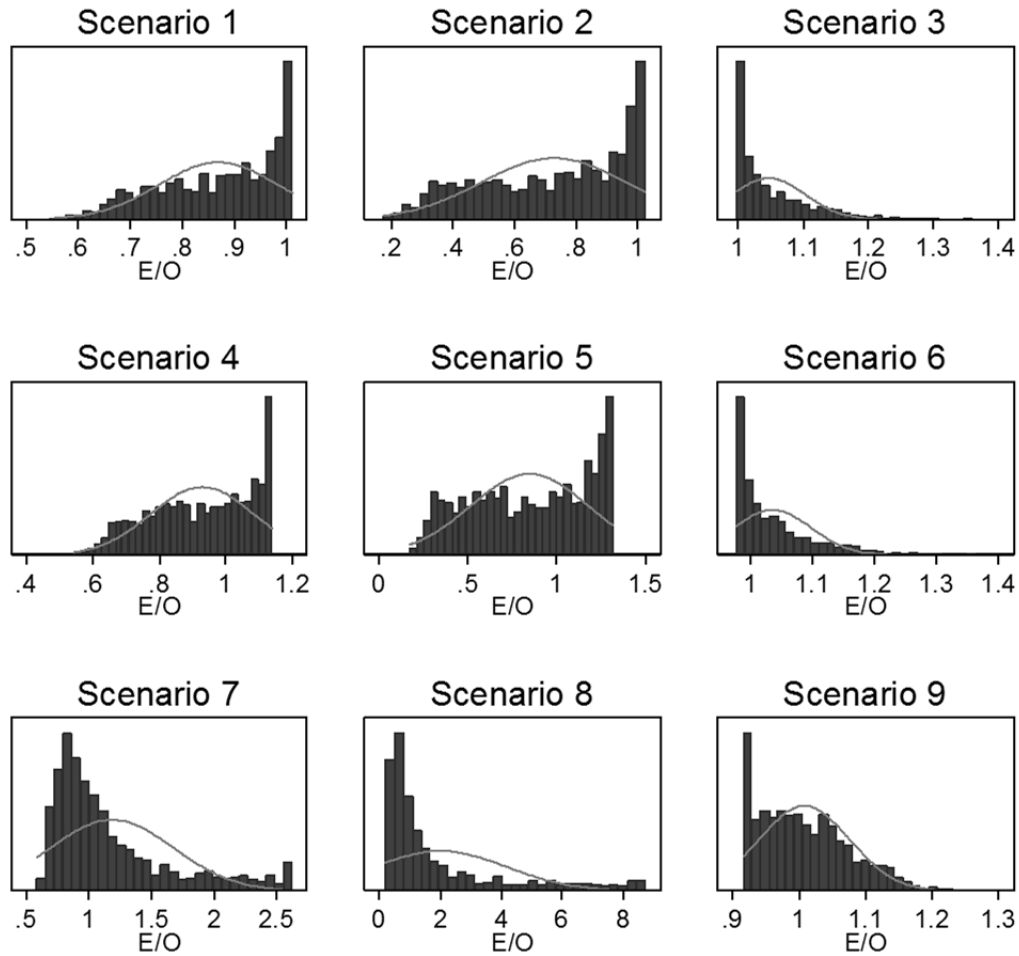 Scenario 1 Scenario 2 Scenario 3
.5 .6 .7 .8 .9 1 .2 .4 .6 .8 1 1 1.1 1.2 1.3 1.4
E/O E/O E/O
Scenario 4 Scenario 5 Scenario 6
.4 .6 .8 1 1.2 0 .5 1 1.5 1 1.1 1.2 1.3 1.4
E/O E/O E/O
Scenario 7 Scenario 8 Scenario 9
.5 1 1.5 2 2.5 0 2 4 6 8 .9 1 1.1 1.2 1.3
E/O E/O E/O